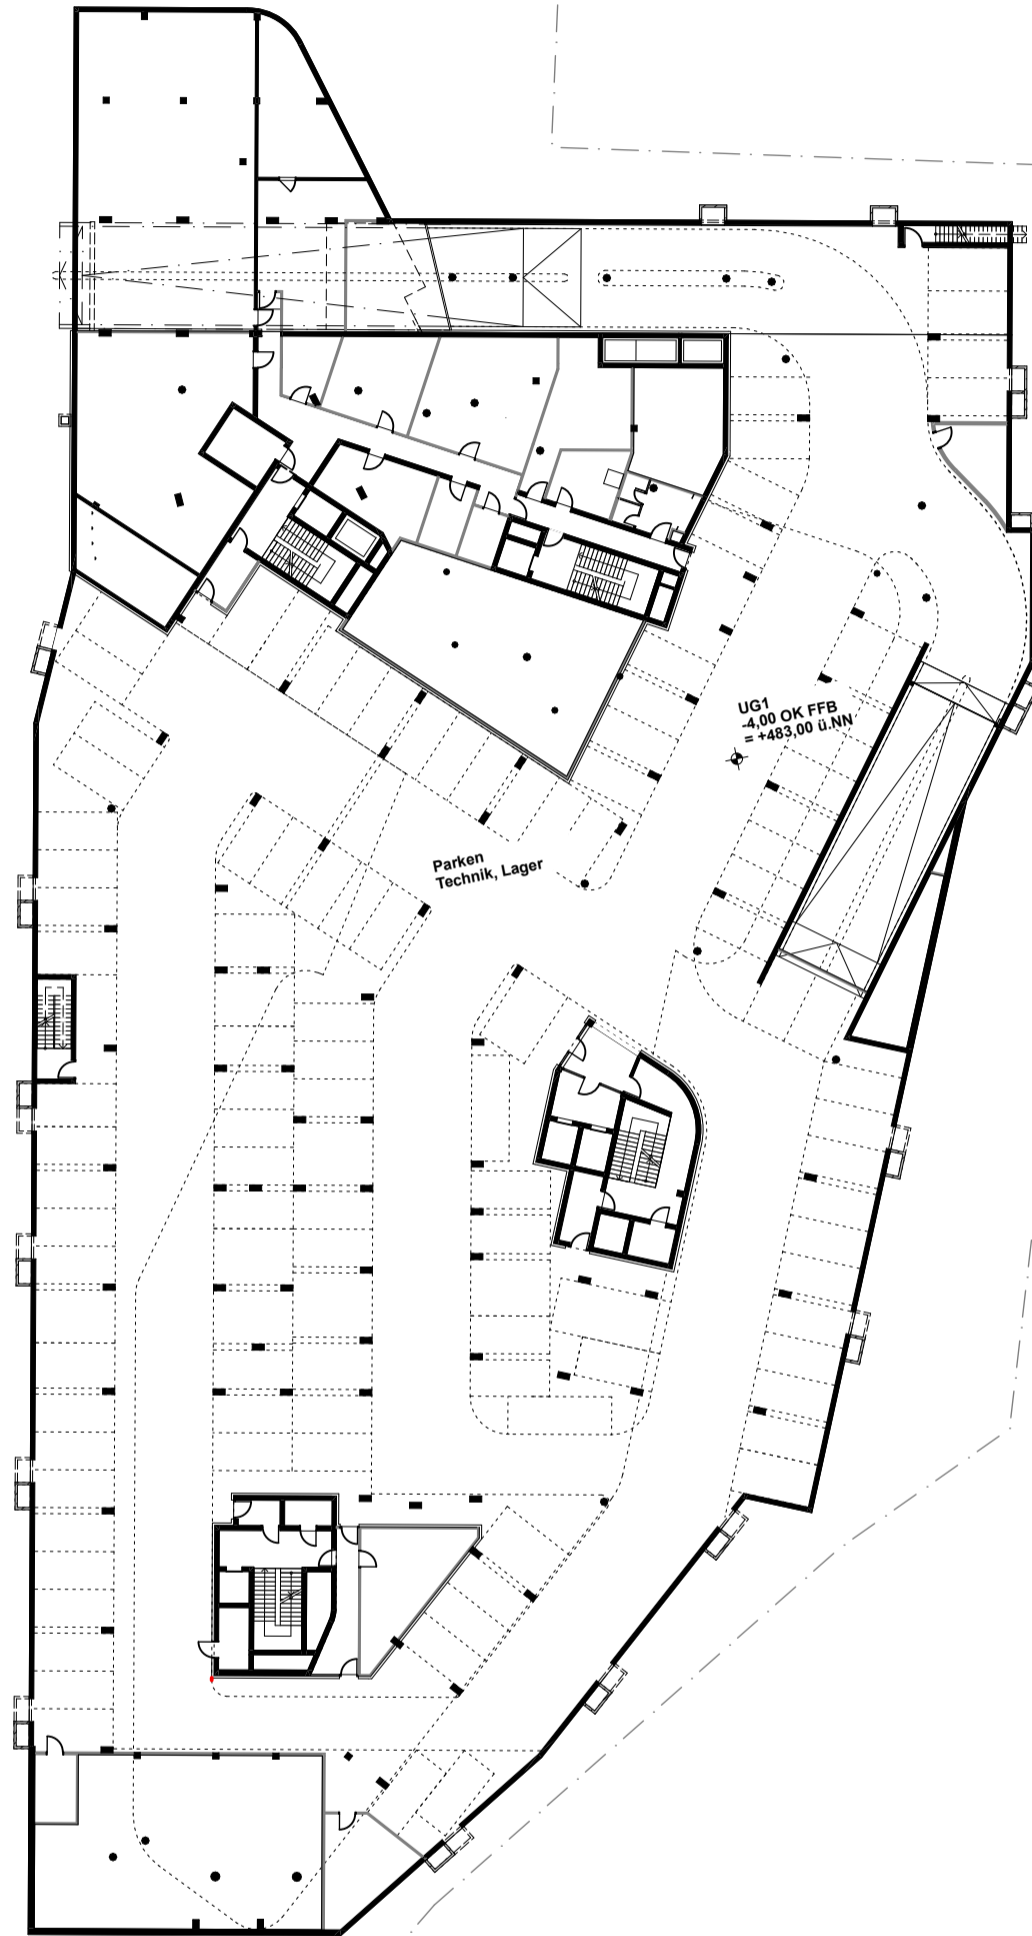 UG1
-4,00 OK FFB
= +483,00 ü.NN
Parken
Technik, Lager